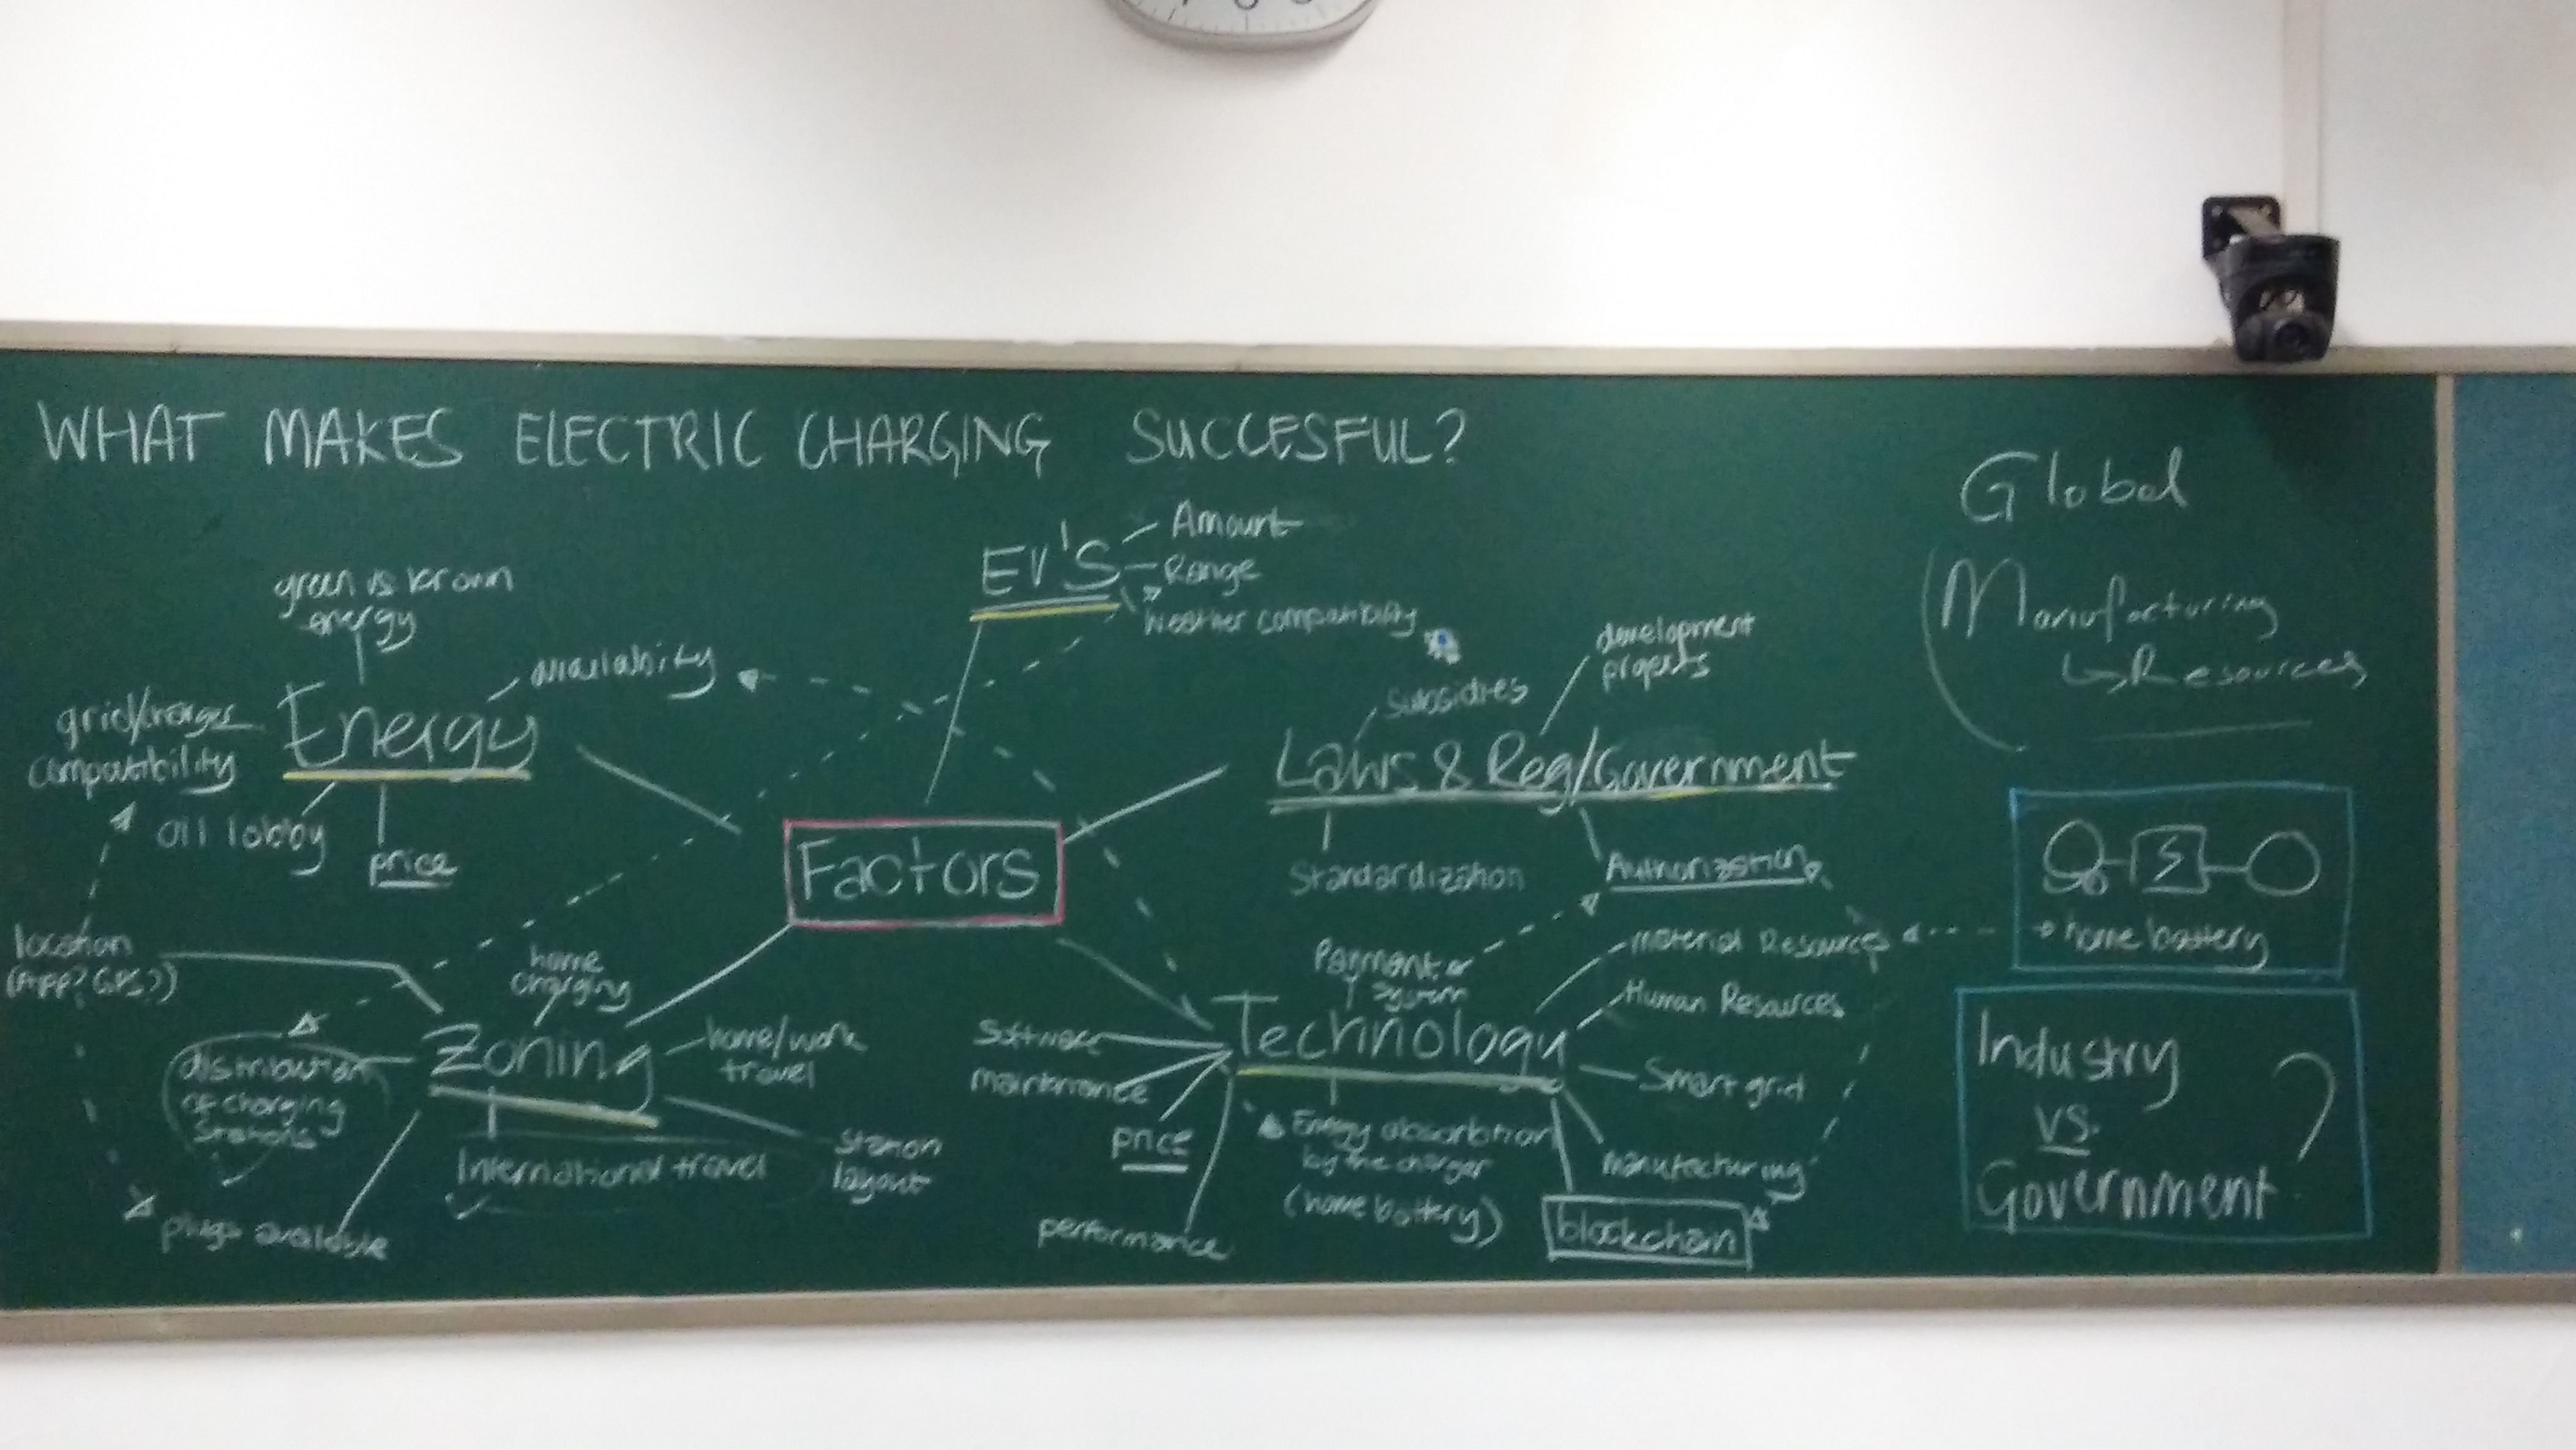 WHAT MAKES ELECTRIC CHARGING SUCCESFUL?
EV'S
Amount
Range
Weather compatibility
green vs brown
energy
availability
Energy
grid/charger
compatibility
oil lobby
price
Factors
subsidies
development
projects
Laws & Reg/Government
Standardization
Authorization
location
(App? GPS?)
home
charging
Zoning
home/work
travel
distribution
of charging
stations
International travel
station
layout
plugs available
Payment
system
Technology
material Resources
Human Resources
Smart grid
manufacturing
blockchain
Software
maintenance
price
performance
Energy absorbtion
by the charger
(home battery)
Global
Manufacturing
Resources
home battery
Industry
vs.
Government
?